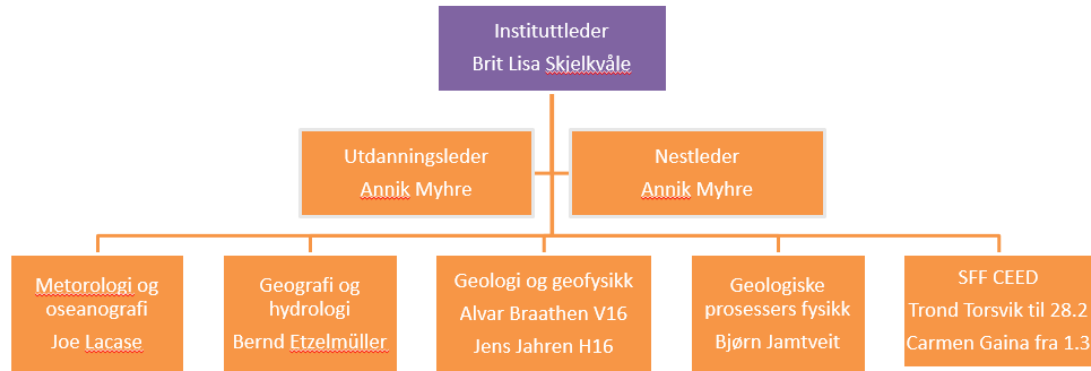 Instituttleder
Brit Lisa Skjelkvåle
Utdanningsleder
Annik Myhre
Nestleder
Annik Myhre
Metorologi og
oseanografi
Joe Lacase
Geografi og
hydrologi
Bernd Etzelmüller
Geologi og geofysikk
Alvar Braathen V16
Jens Jahren H16
Geologiske
prosessers fysikk
Bjørn Jamtveit
SFF CEED
Trond Torsvik til 28.2
Carmen Gaina fra 1.3